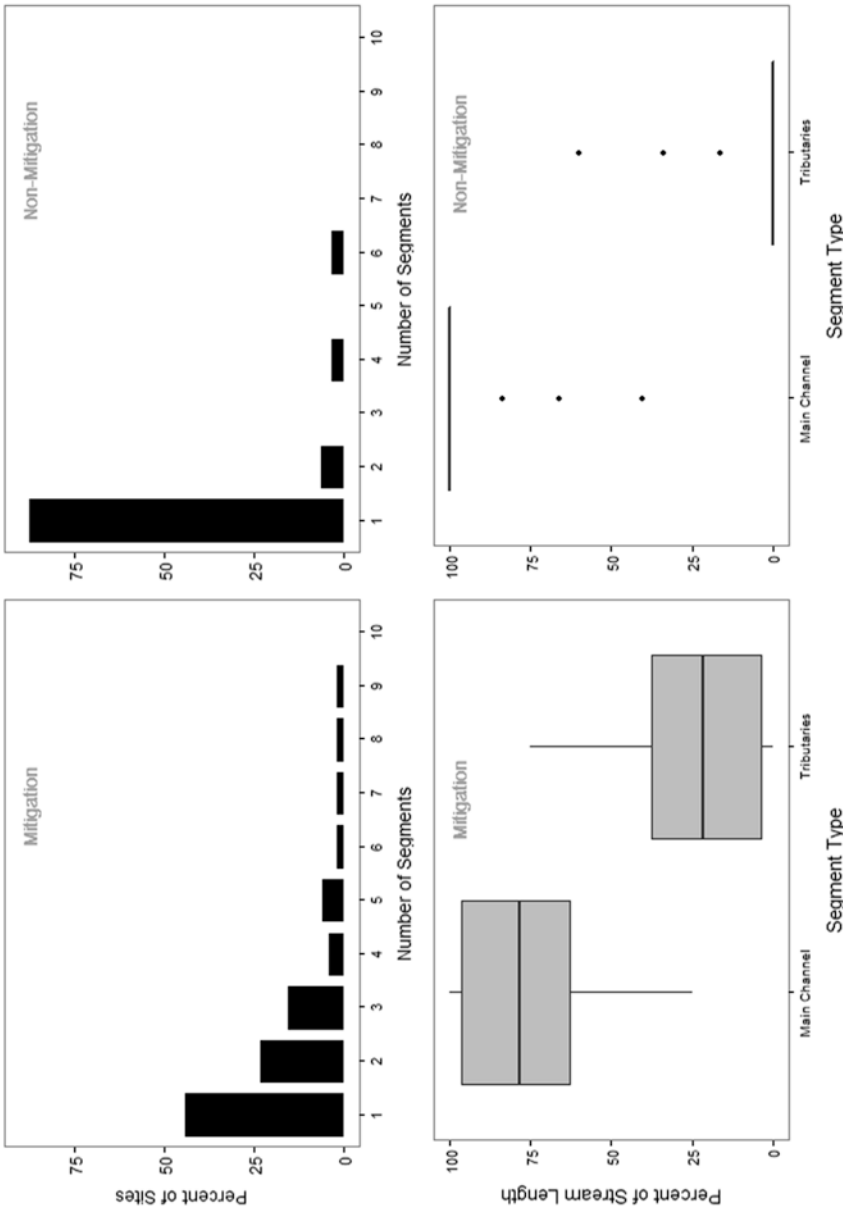 Percent of Sites
75
50
25
0
Mitigation
1 2 3 4 5 6 7 8 9 10
Number of Segments
75
50
25
0
Non-Mitigation
1 2 3 4 5 6 7 8 9 10
Number of Segments
Percent of Stream Length
100
75
50
25
0
Mitigation
Main Channel Tributaries
Segment Type
100
75
50
25
0
Non-Mitigation
Main Channel Tributaries
Segment Type